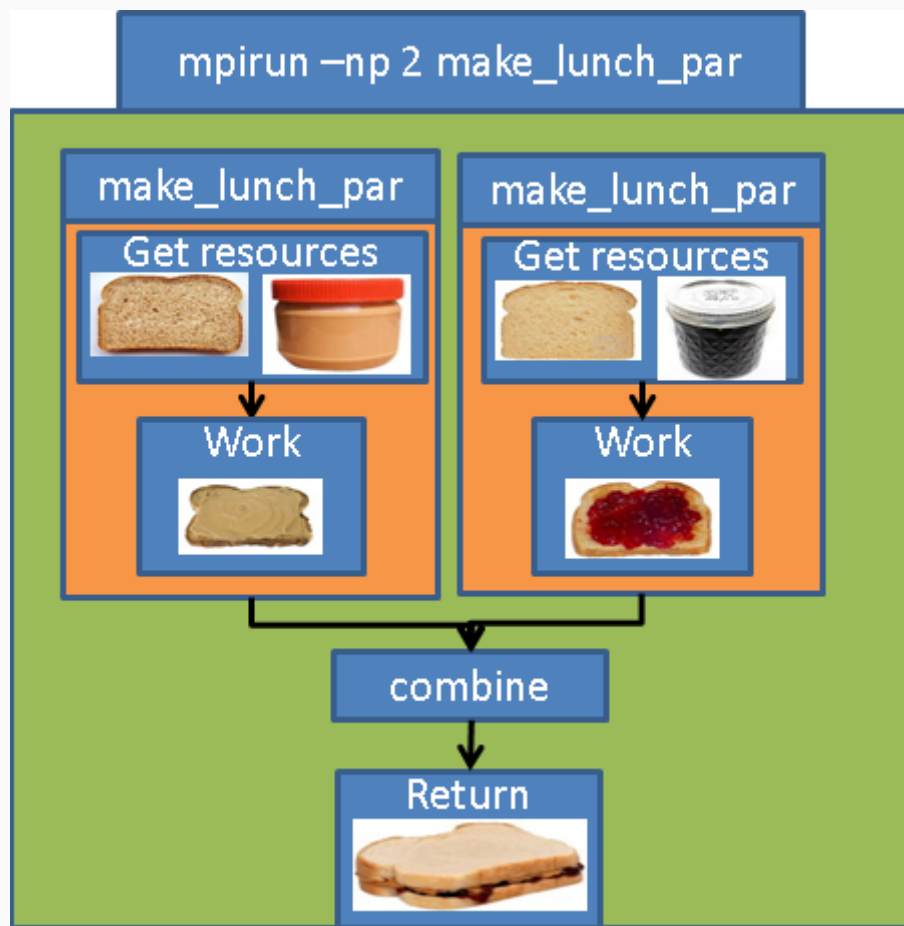 mpirun –np 2 make_lunch_par
make_lunch_par
Get resources
Work
make_lunch_par
Get resources
Work
combine
Return